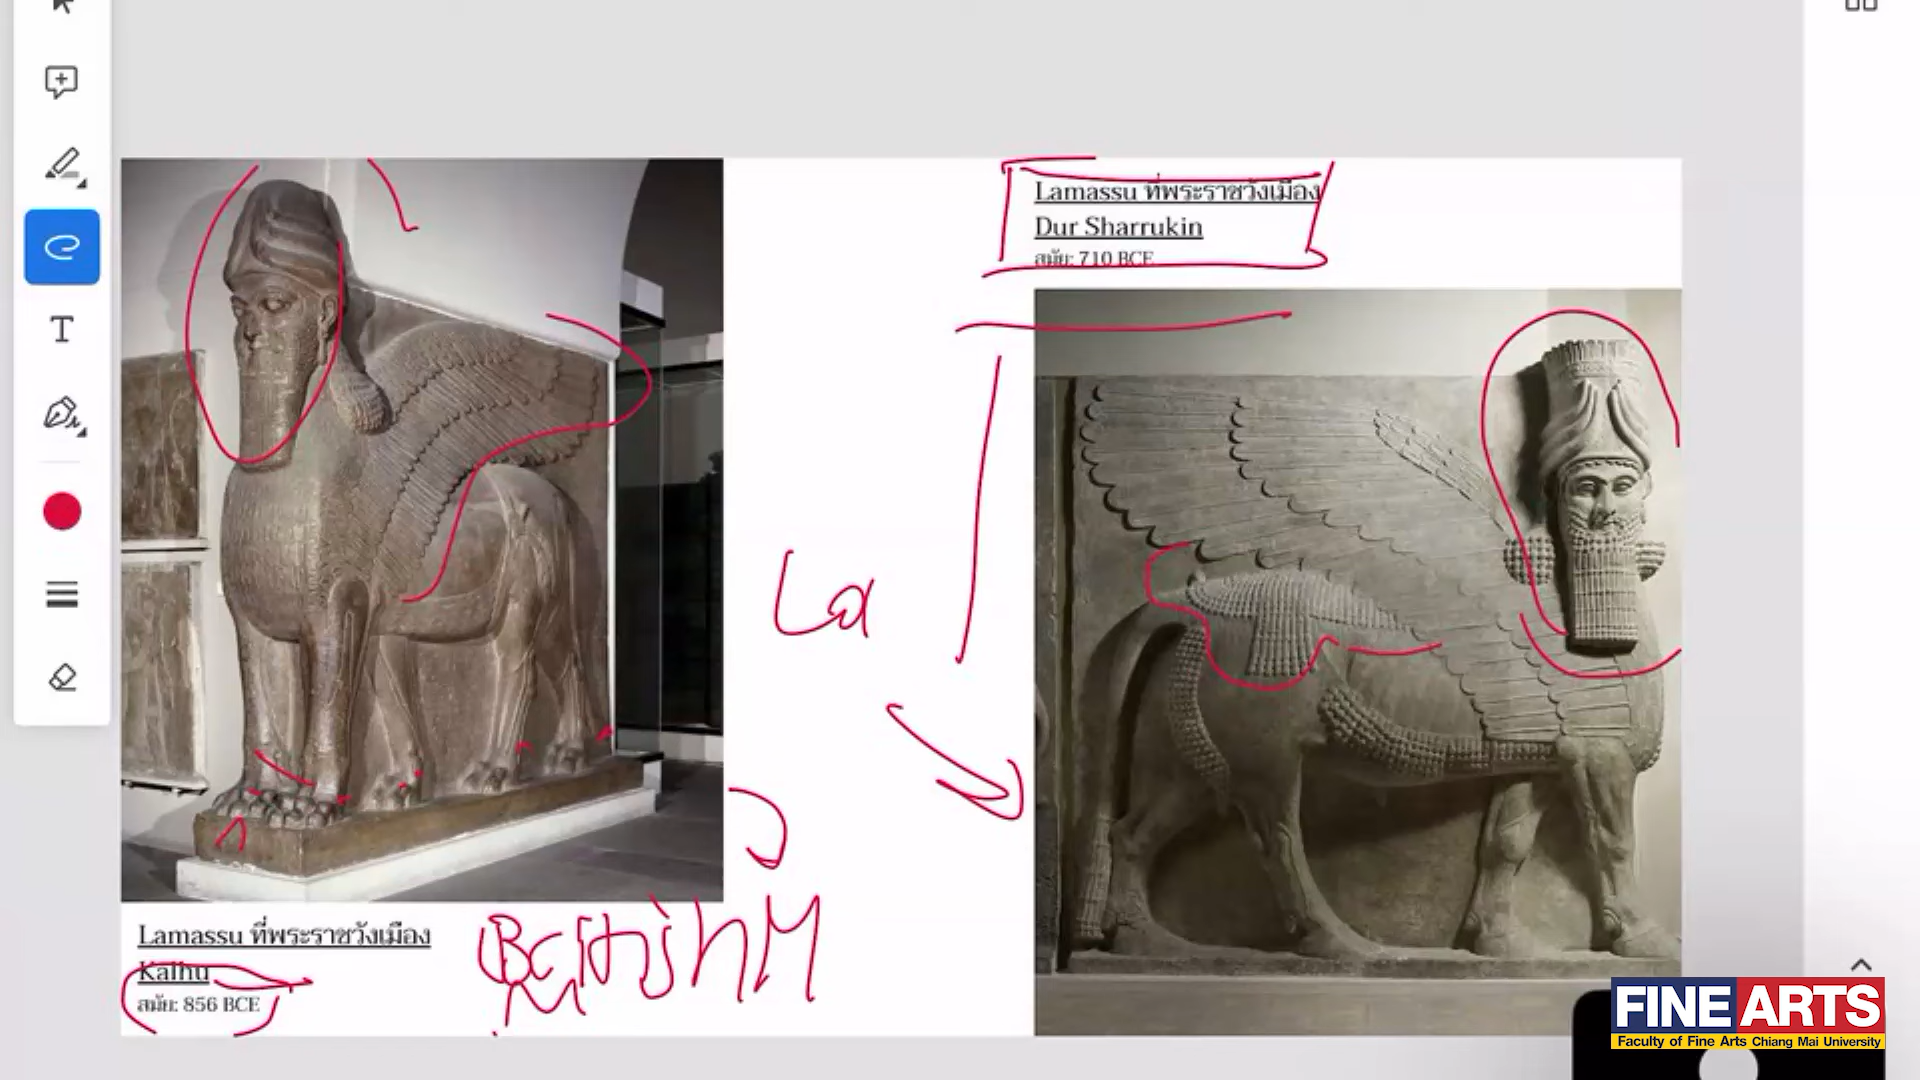 Lamassu ที่พระราชวังเมือง
Dur Sharrukin
สมัย: 710 BCE
Lamassu ที่พระราชวังเมือง
Kalhu
สมัย: 856 BCE
FINE ARTS
Faculty of Fine Arts Chiang Mai University